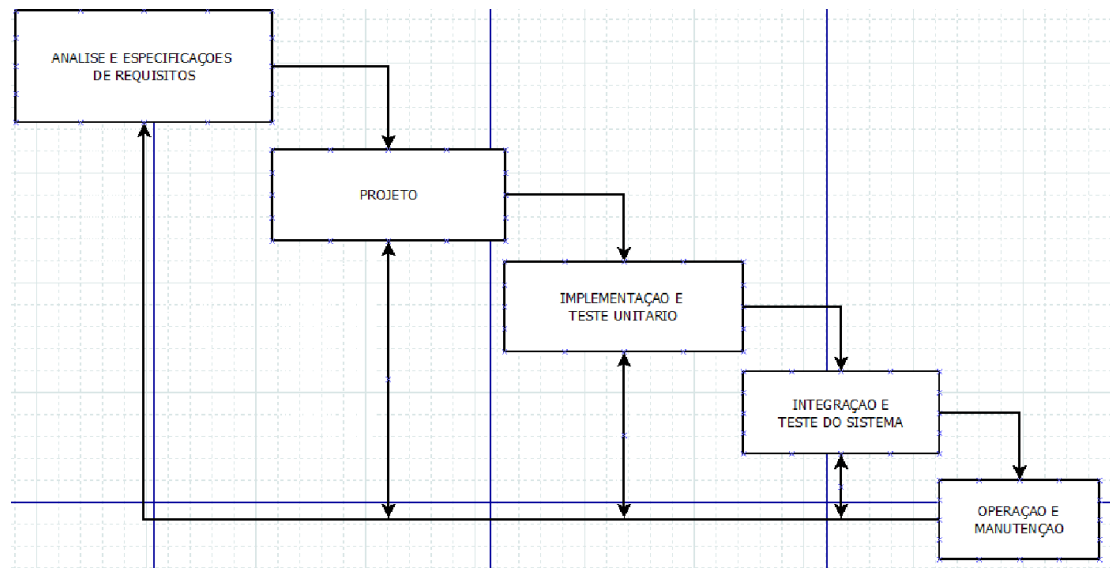 ANALISE E ESPECIFICAÇOES
DE REQUISITOS
PROJETO
IMPLEMENTAÇAO E
TESTE UNITARIO
INTEGRAÇAO E
TESTE DO SISTEMA
OPERAÇAO E
MANUTENÇAO